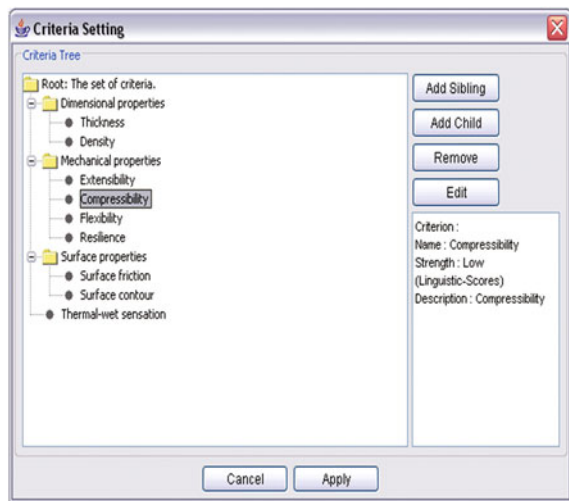 Criteria Setting
Criteria Tree
Root: The set of criteria.
Dimensional properties
Thickness
Density
Mechanical properties
Extensibility
Compressibility
Flexibility
Resilience
Surface properties
Surface friction
Surface contour
Thermal-wet sensation
Add Sibling
Add Child
Remove
Edit
Criterion :
Name : Compressibility
Strength : Low
(Linguistic-Scores)
Description : Compressibility
Cancel
Apply